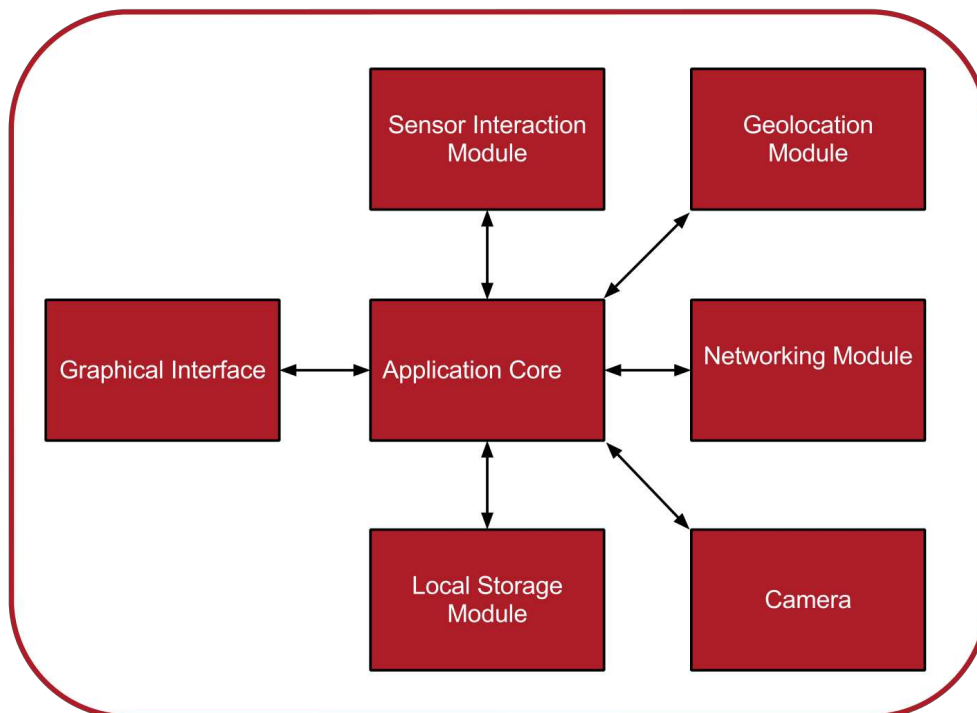 Sensor Interaction
Module
Geolocation
Module
Graphical Interface
Application Core
Networking Module
Local Storage
Module
Camera